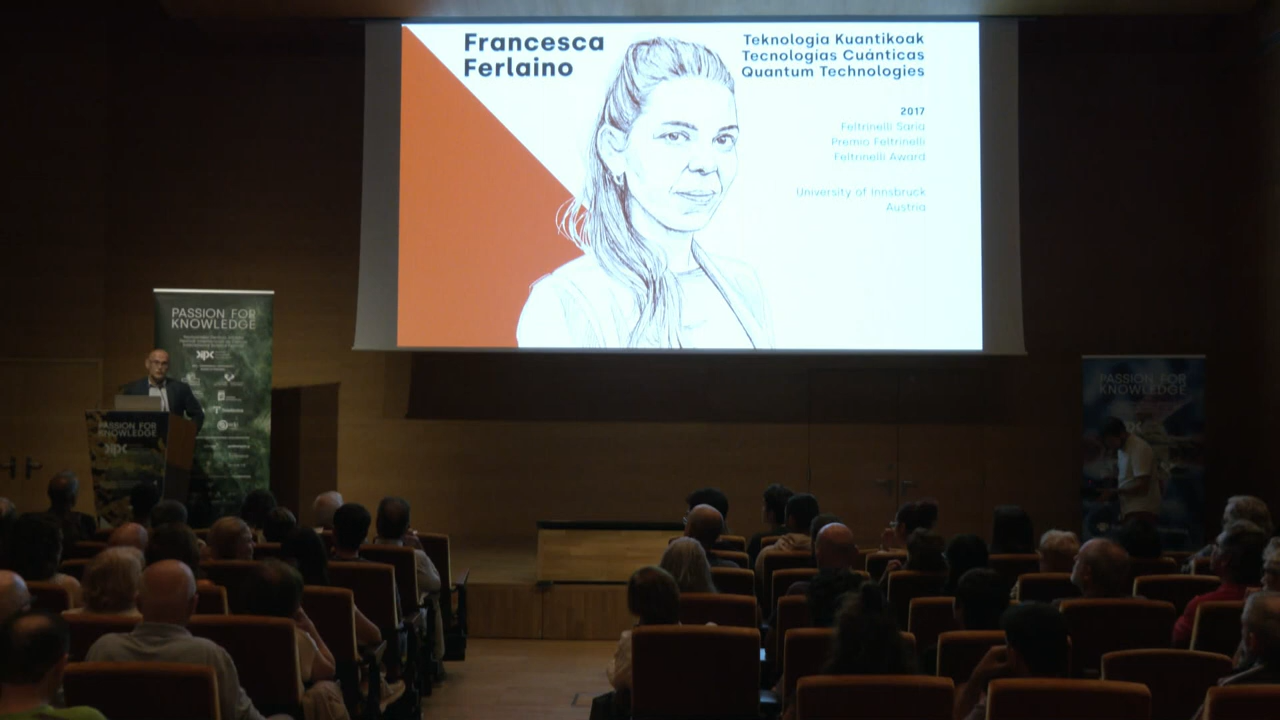 Francesca
Ferlaino
Teknologia Kuantikoak
Tecnologías Cuánticas
Quantum Technologies
2017
Feltrinelli Saria
Premio Feltrinelli
Feltrinelli Award
University of Innsbruck
Austria
PASSION FOR
KNOWLEDGE
PASSION FOR
KNOWLEDGE
PASSION FOR
KNOWLEDGE